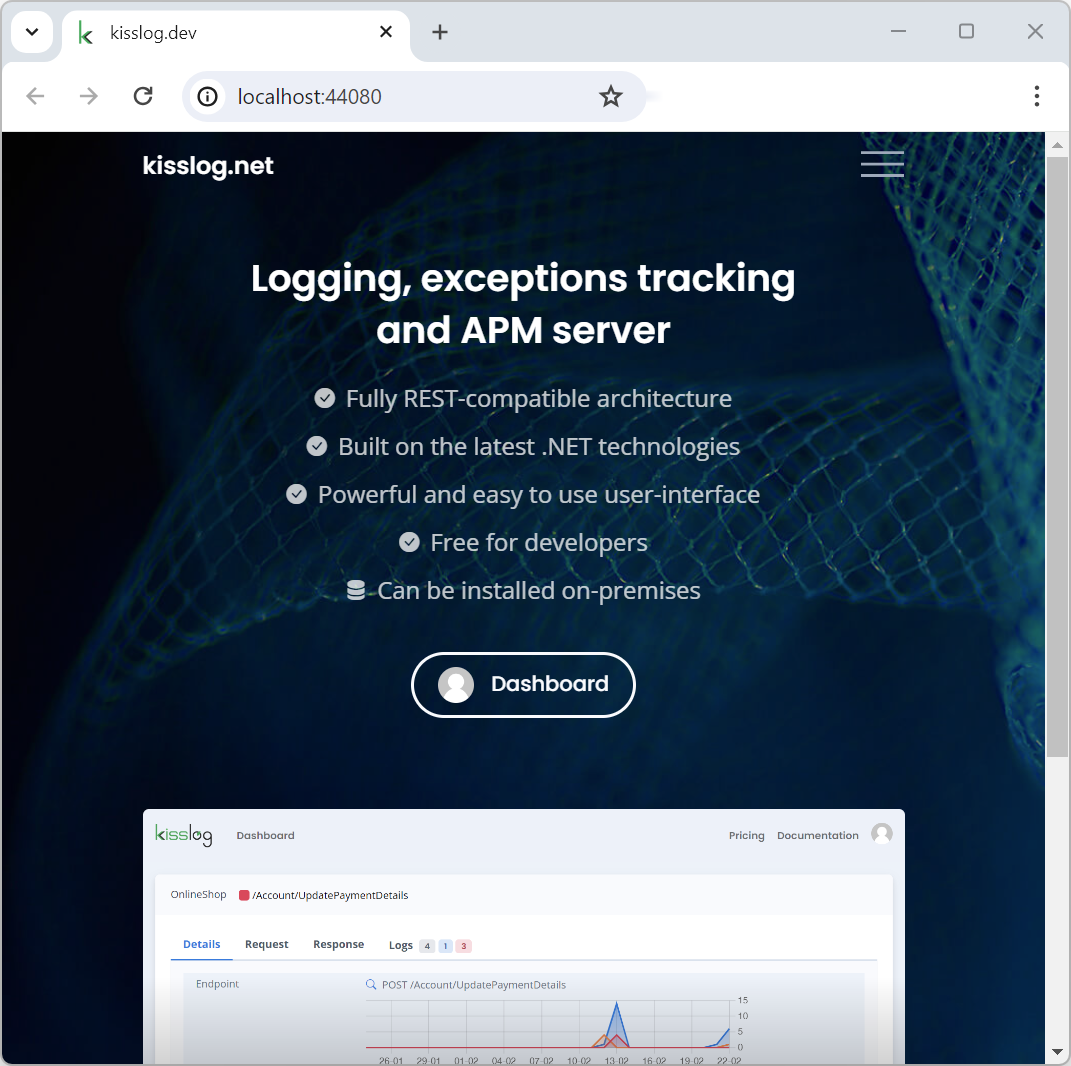 kisslog.dev
localhost:44080
kisslog.net
Logging, exceptions tracking
and APM server
Fully REST-compatible architecture
Built on the latest .NET technologies
Powerful and easy to use user-interface
Free for developers
Can be installed on-premises
Dashboard
kisslog Dashboard Pricing Documentation
OnlineShop /Account/UpdatePaymentDetails
Details Request Response Logs 4 1 3
Endpoint POST /Account/UpdatePaymentDetails
15
10
5
0
26-01 29-01 01-02 04-02 07-02 10-02 13-02 16-02 19-02 22-02